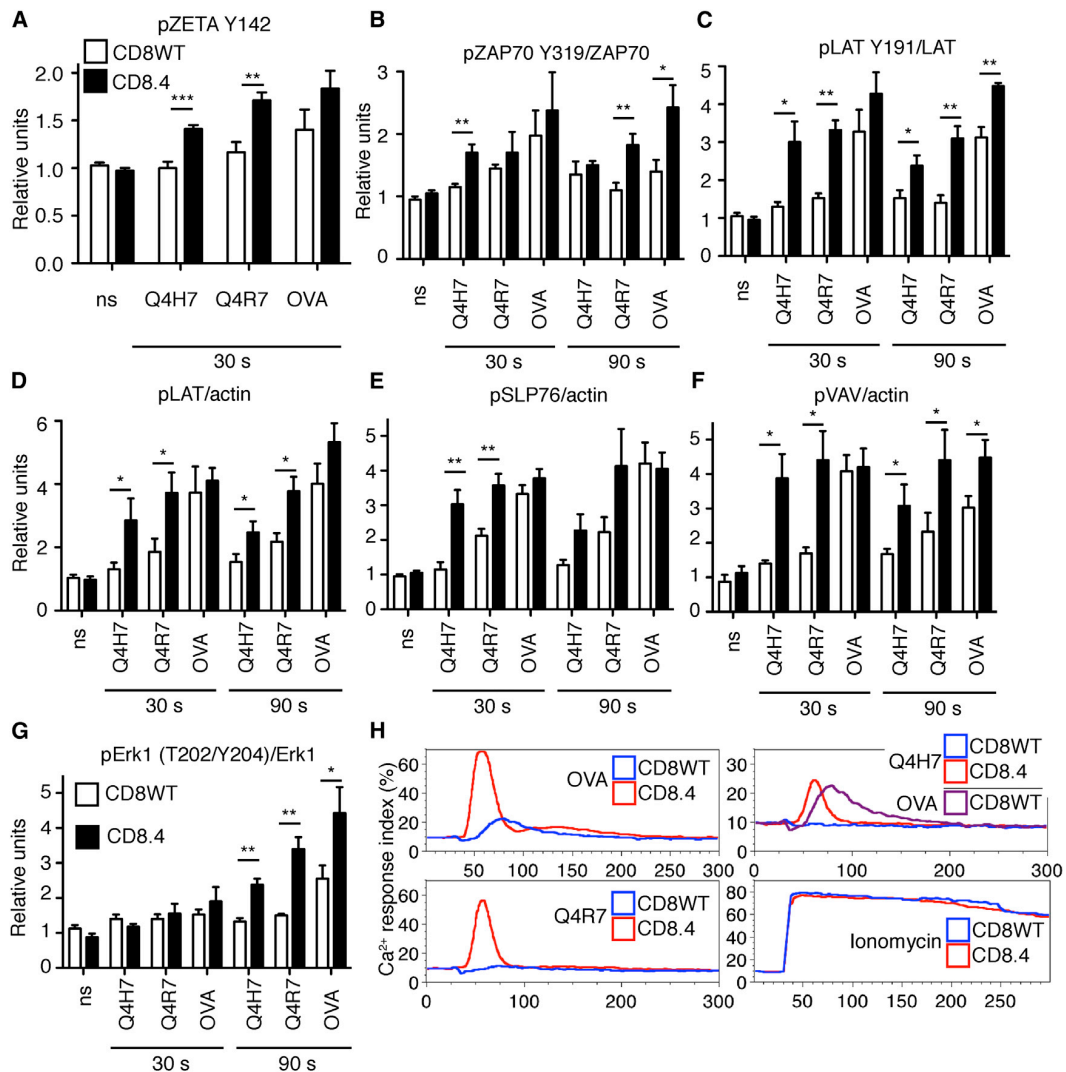 A
pZETA Y142
CD8WT
CD8.4
Relative units
2.0
1.5
1.0
0.5
0.0
***
**
ns
Q4H7
Q4R7
OVA
30 s
B
pZAP70 Y319/ZAP70
Relative units
3
2
1
0
**
**
*
ns
Q4H7
Q4R7
OVA
Q4H7
Q4R7
OVA
30 s
90 s
C
pLAT Y191/LAT
5
4
3
2
1
0
*
**
*
**
**
ns
Q4H7
Q4R7
OVA
Q4H7
Q4R7
OVA
30 s
90 s
D
pLAT/actin
Relative units
6
4
2
0
*
*
*
*
ns
Q4H7
Q4R7
OVA
Q4H7
Q4R7
OVA
30 s
90 s
E
pSLP76/actin
5
4
3
2
1
0
**
**
ns
Q4H7
Q4R7
OVA
Q4H7
Q4R7
OVA
30 s
90 s
F
pVAV/actin
5
4
3
2
1
0
*
*
*
*
*
ns
Q4H7
Q4R7
OVA
Q4H7
Q4R7
OVA
30 s
90 s
G
pErk1 (T202/Y204)/Erk1
CD8WT
CD8.4
Relative units
5
4
3
2
1
0
**
**
*
ns
Q4H7
Q4R7
OVA
Q4H7
Q4R7
OVA
30 s
90 s
H
Ca²⁺ response index (%)
60
40
20
0
OVA
CD8WT
CD8.4
50 100 150 200 250 300
30
20
10
0
Q4H7
CD8WT
CD8.4
OVA
CD8WT
0 50 100 150 200 300
60
40
20
0
Q4R7
CD8WT
CD8.4
0 50 100 150 200 300
80
60
40
20
0
Ionomycin
CD8WT
CD8.4
50 100 150 200 250